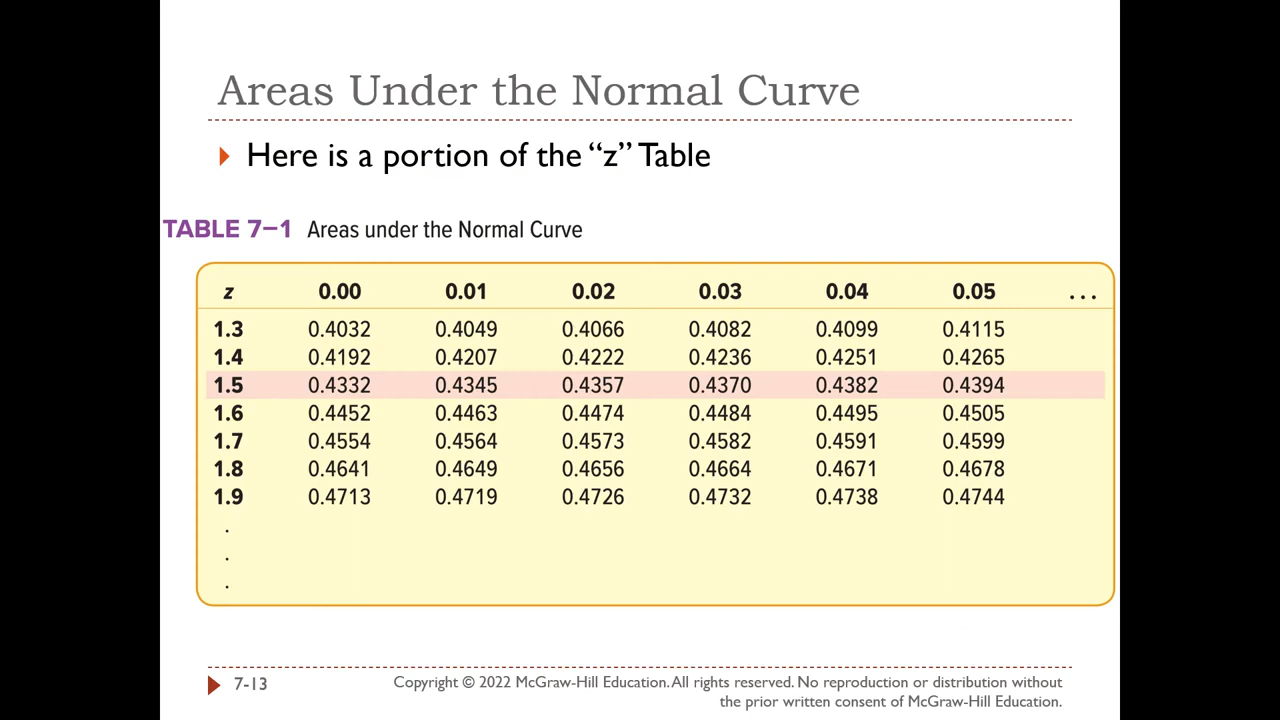 Areas Under the Normal Curve
Here is a portion of the “z” Table
TABLE 7–1 Areas under the Normal Curve
z 0.00 0.01 0.02 0.03 0.04 0.05 ...
1.3 0.4032 0.4049 0.4066 0.4082 0.4099 0.4115
1.4 0.4192 0.4207 0.4222 0.4236 0.4251 0.4265
1.5 0.4332 0.4345 0.4357 0.4370 0.4382 0.4394
1.6 0.4452 0.4463 0.4474 0.4484 0.4495 0.4505
1.7 0.4554 0.4564 0.4573 0.4582 0.4591 0.4599
1.8 0.4641 0.4649 0.4656 0.4664 0.4671 0.4678
1.9 0.4713 0.4719 0.4726 0.4732 0.4738 0.4744
.
.
.
7-13 Copyright © 2022 McGraw-Hill Education. All rights reserved. No reproduction or distribution without
the prior written consent of McGraw-Hill Education.